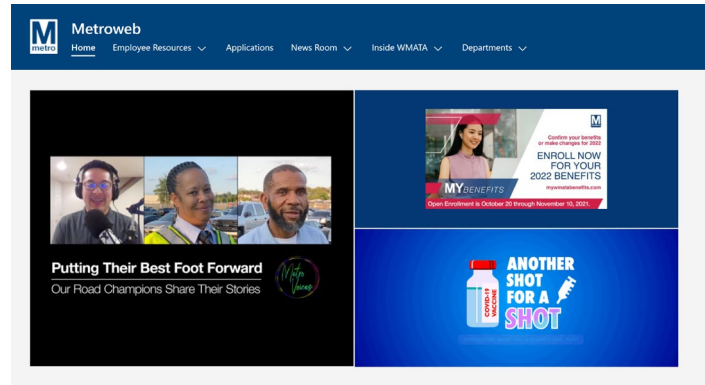 M
metro
Metroweb
Home Employee Resources Applications News Room Inside WMATA Departments
Putting Their Best Foot Forward
Our Road Champions Share Their Stories
Metro
Voices
M
Confirm your benefits
or make changes for 2022
ENROLL NOW
FOR YOUR
2022 BENEFITS
mywmatabenefits.com
MYBENEFITS
Open Enrollment is October 20 through November 10, 2021.
COVID-19
VACCINE
ANOTHER
SHOT
FOR A
SHOT